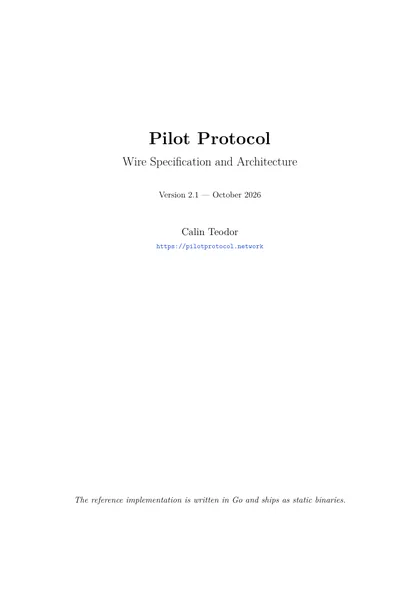 Pilot Protocol
Wire Specification and Architecture
Version 2.1 — October 2026
Calin Teodor
https://pilotprotocol.network
The reference implementation is written in Go and ships as static binaries.